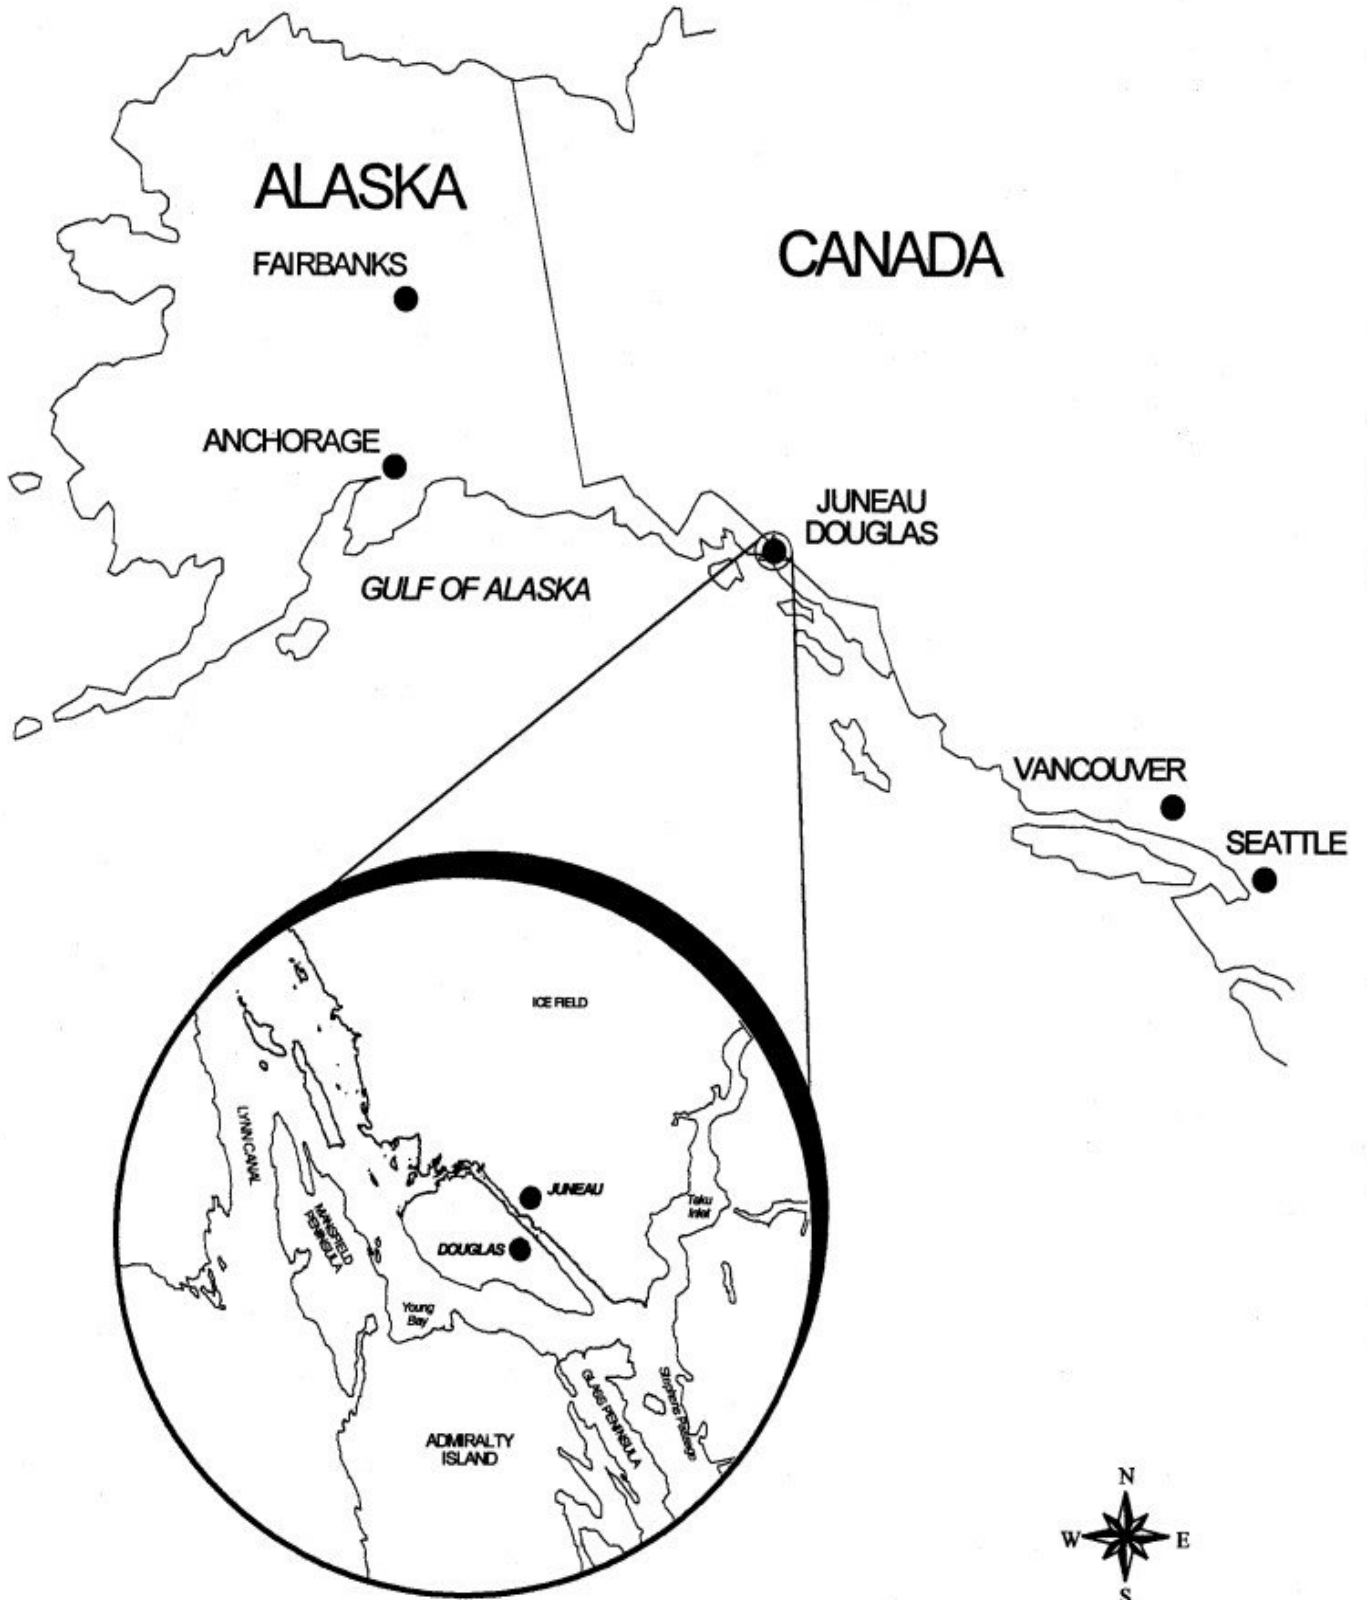 ALASKA
CANADA
FAIRBANKS
ANCHORAGE
JUNEAU
DOUGLAS
GULF OF ALASKA
VANCOUVER
SEATTLE
ICE FIELD
LYNN CANAL
JUNEAU
Taku
Inlet
MANSFIELD
PENINSULA
DOUGLAS
Young
Bay
GLASS PENINSULA
Stephens Passage
ADMIRALTY
ISLAND
N
W
E
S